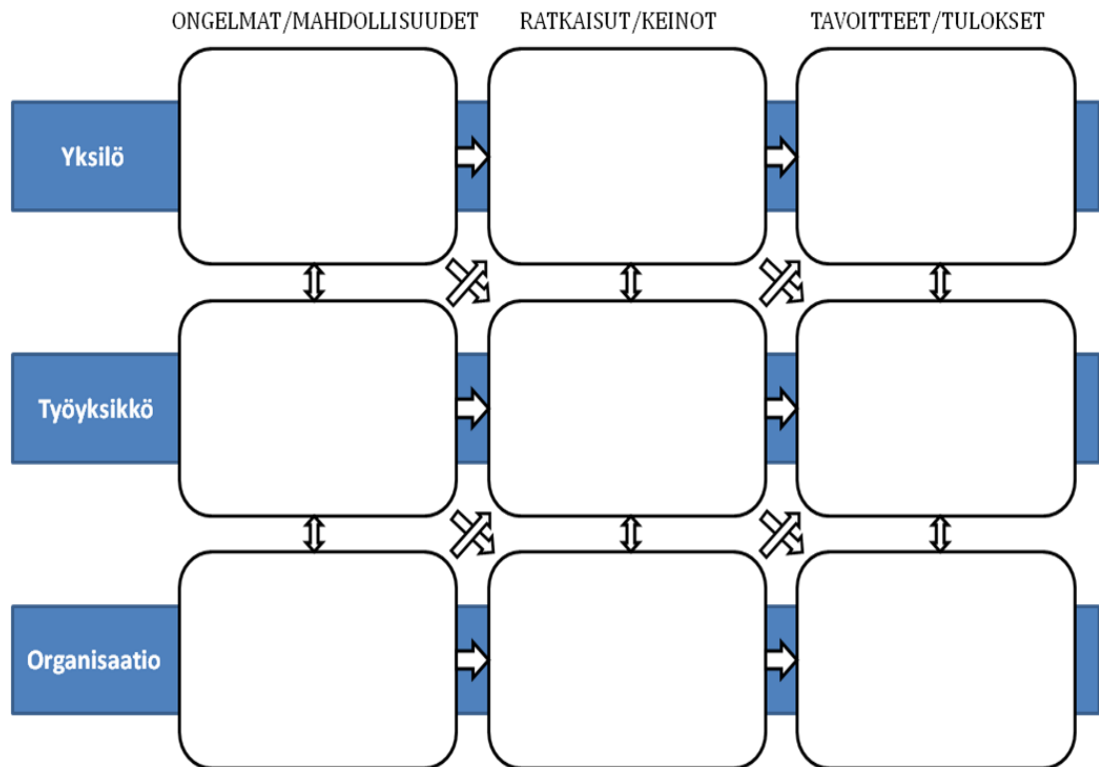 ONGELMAT/MAHDOLLISUUDET RATKAISUT/KEINOT TAVOITTEET/TULOKSET
Yksilö
Työyksikkö
Organisaatio